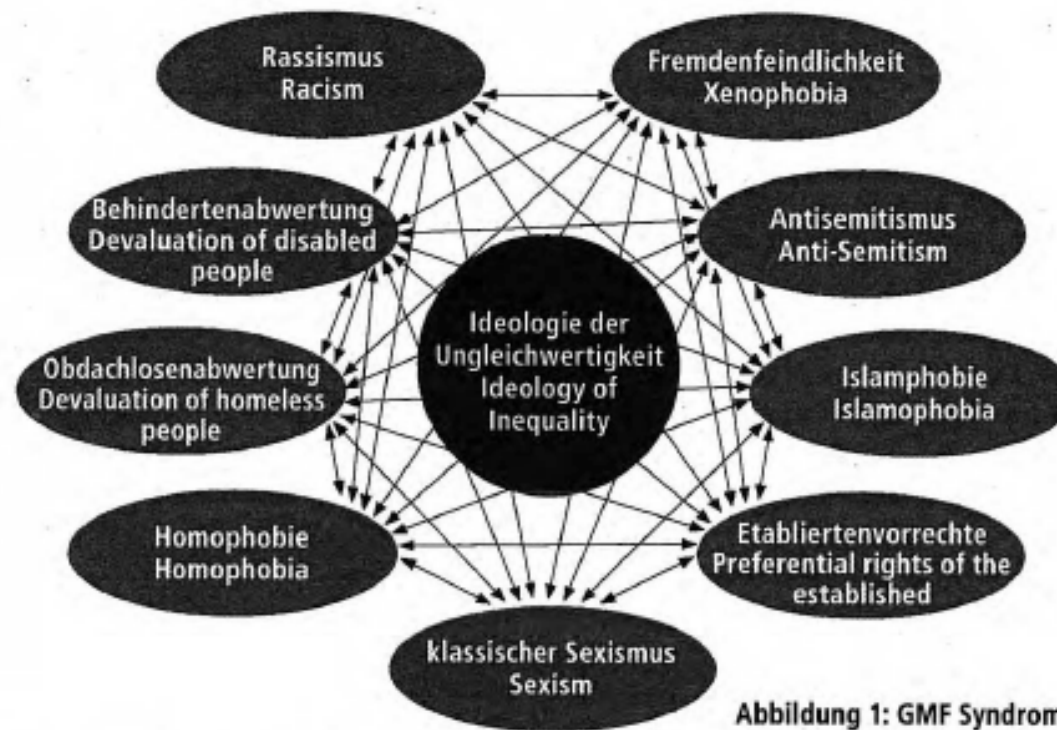 Rassismus
Racism
Fremdenfeindlichkeit
Xenophobia
Behindertenabwertung
Devaluation of disabled
people
Antisemitismus
Anti-Semitism
Ideologie der
Ungleichwertigkeit
Ideology of
Inequality
Obdachlosenabwertung
Devaluation of homeless
people
Islamphobie
Islamophobia
Homophobie
Homophobia
Etabliertenvorrechte
Preferential rights of the
established
klassischer Sexismus
Sexism
Abbildung 1: GMF Syndrom